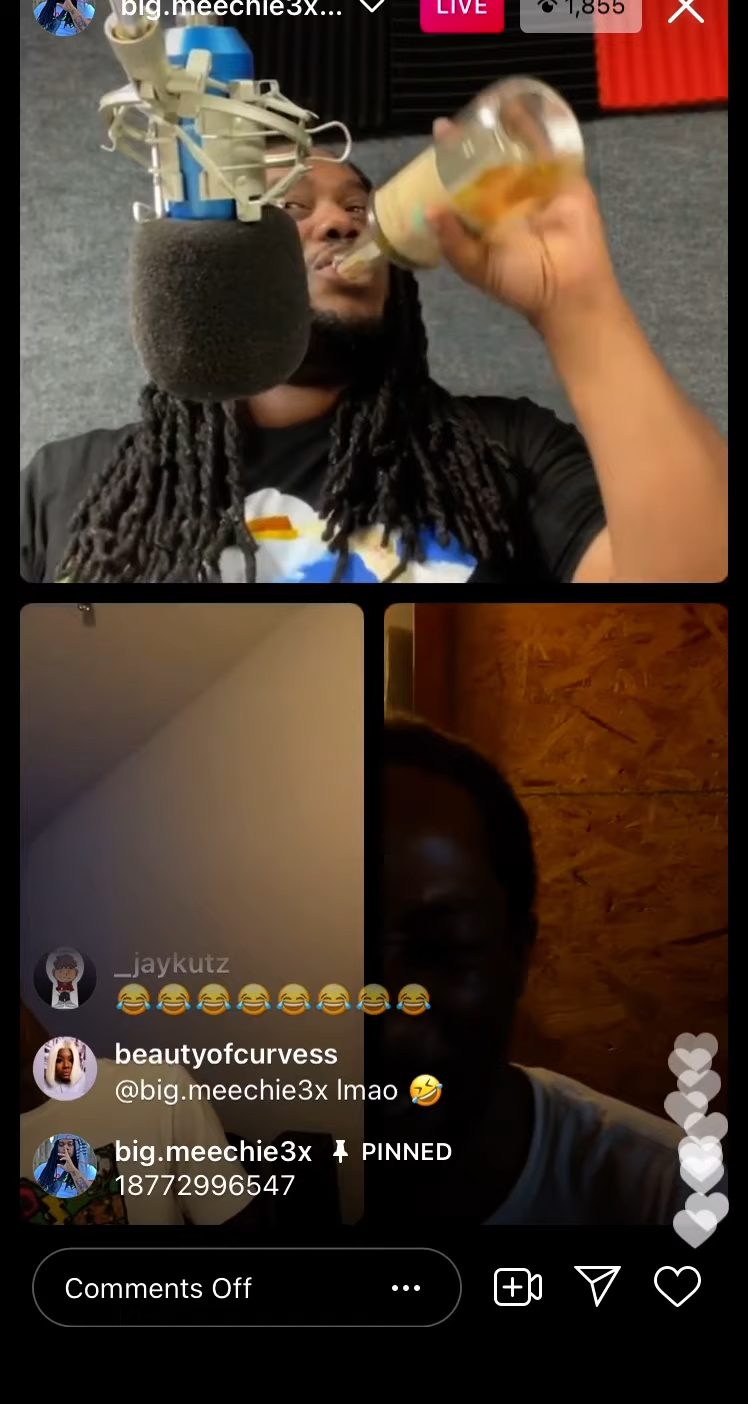 big.meechie3x...
LIVE
1,855
_jaykutz
😂😂😂😂😂😂😂😂
beautyofcurvess
@big.meechie3x lmao 🤣
big.meechie3x PINNED
18772996547
Comments Off